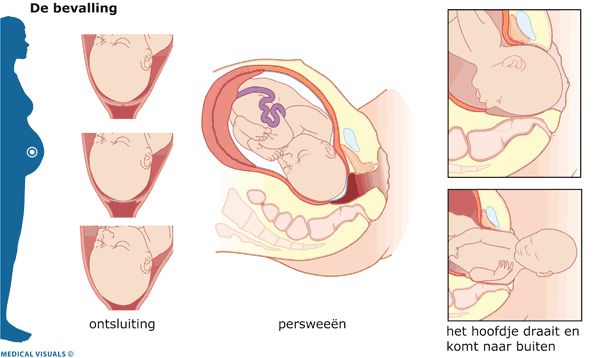 De bevalling
ontsluiting
persweeën
het hoofdje draait en
komt naar buiten
MEDICAL VISUALS ©